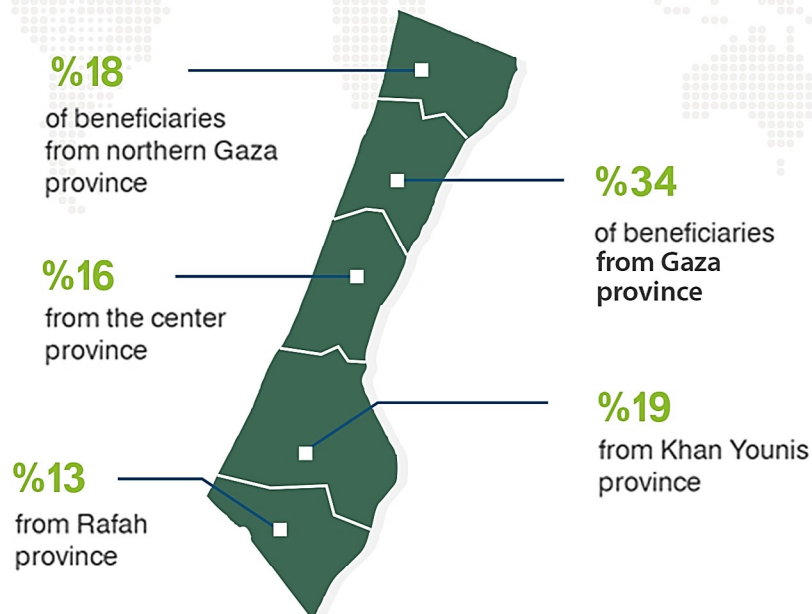 %18
of beneficiaries
from northern Gaza
province
%34
of beneficiaries
from Gaza
province
%16
from the center
province
%19
from Khan Younis
province
%13
from Rafah
province